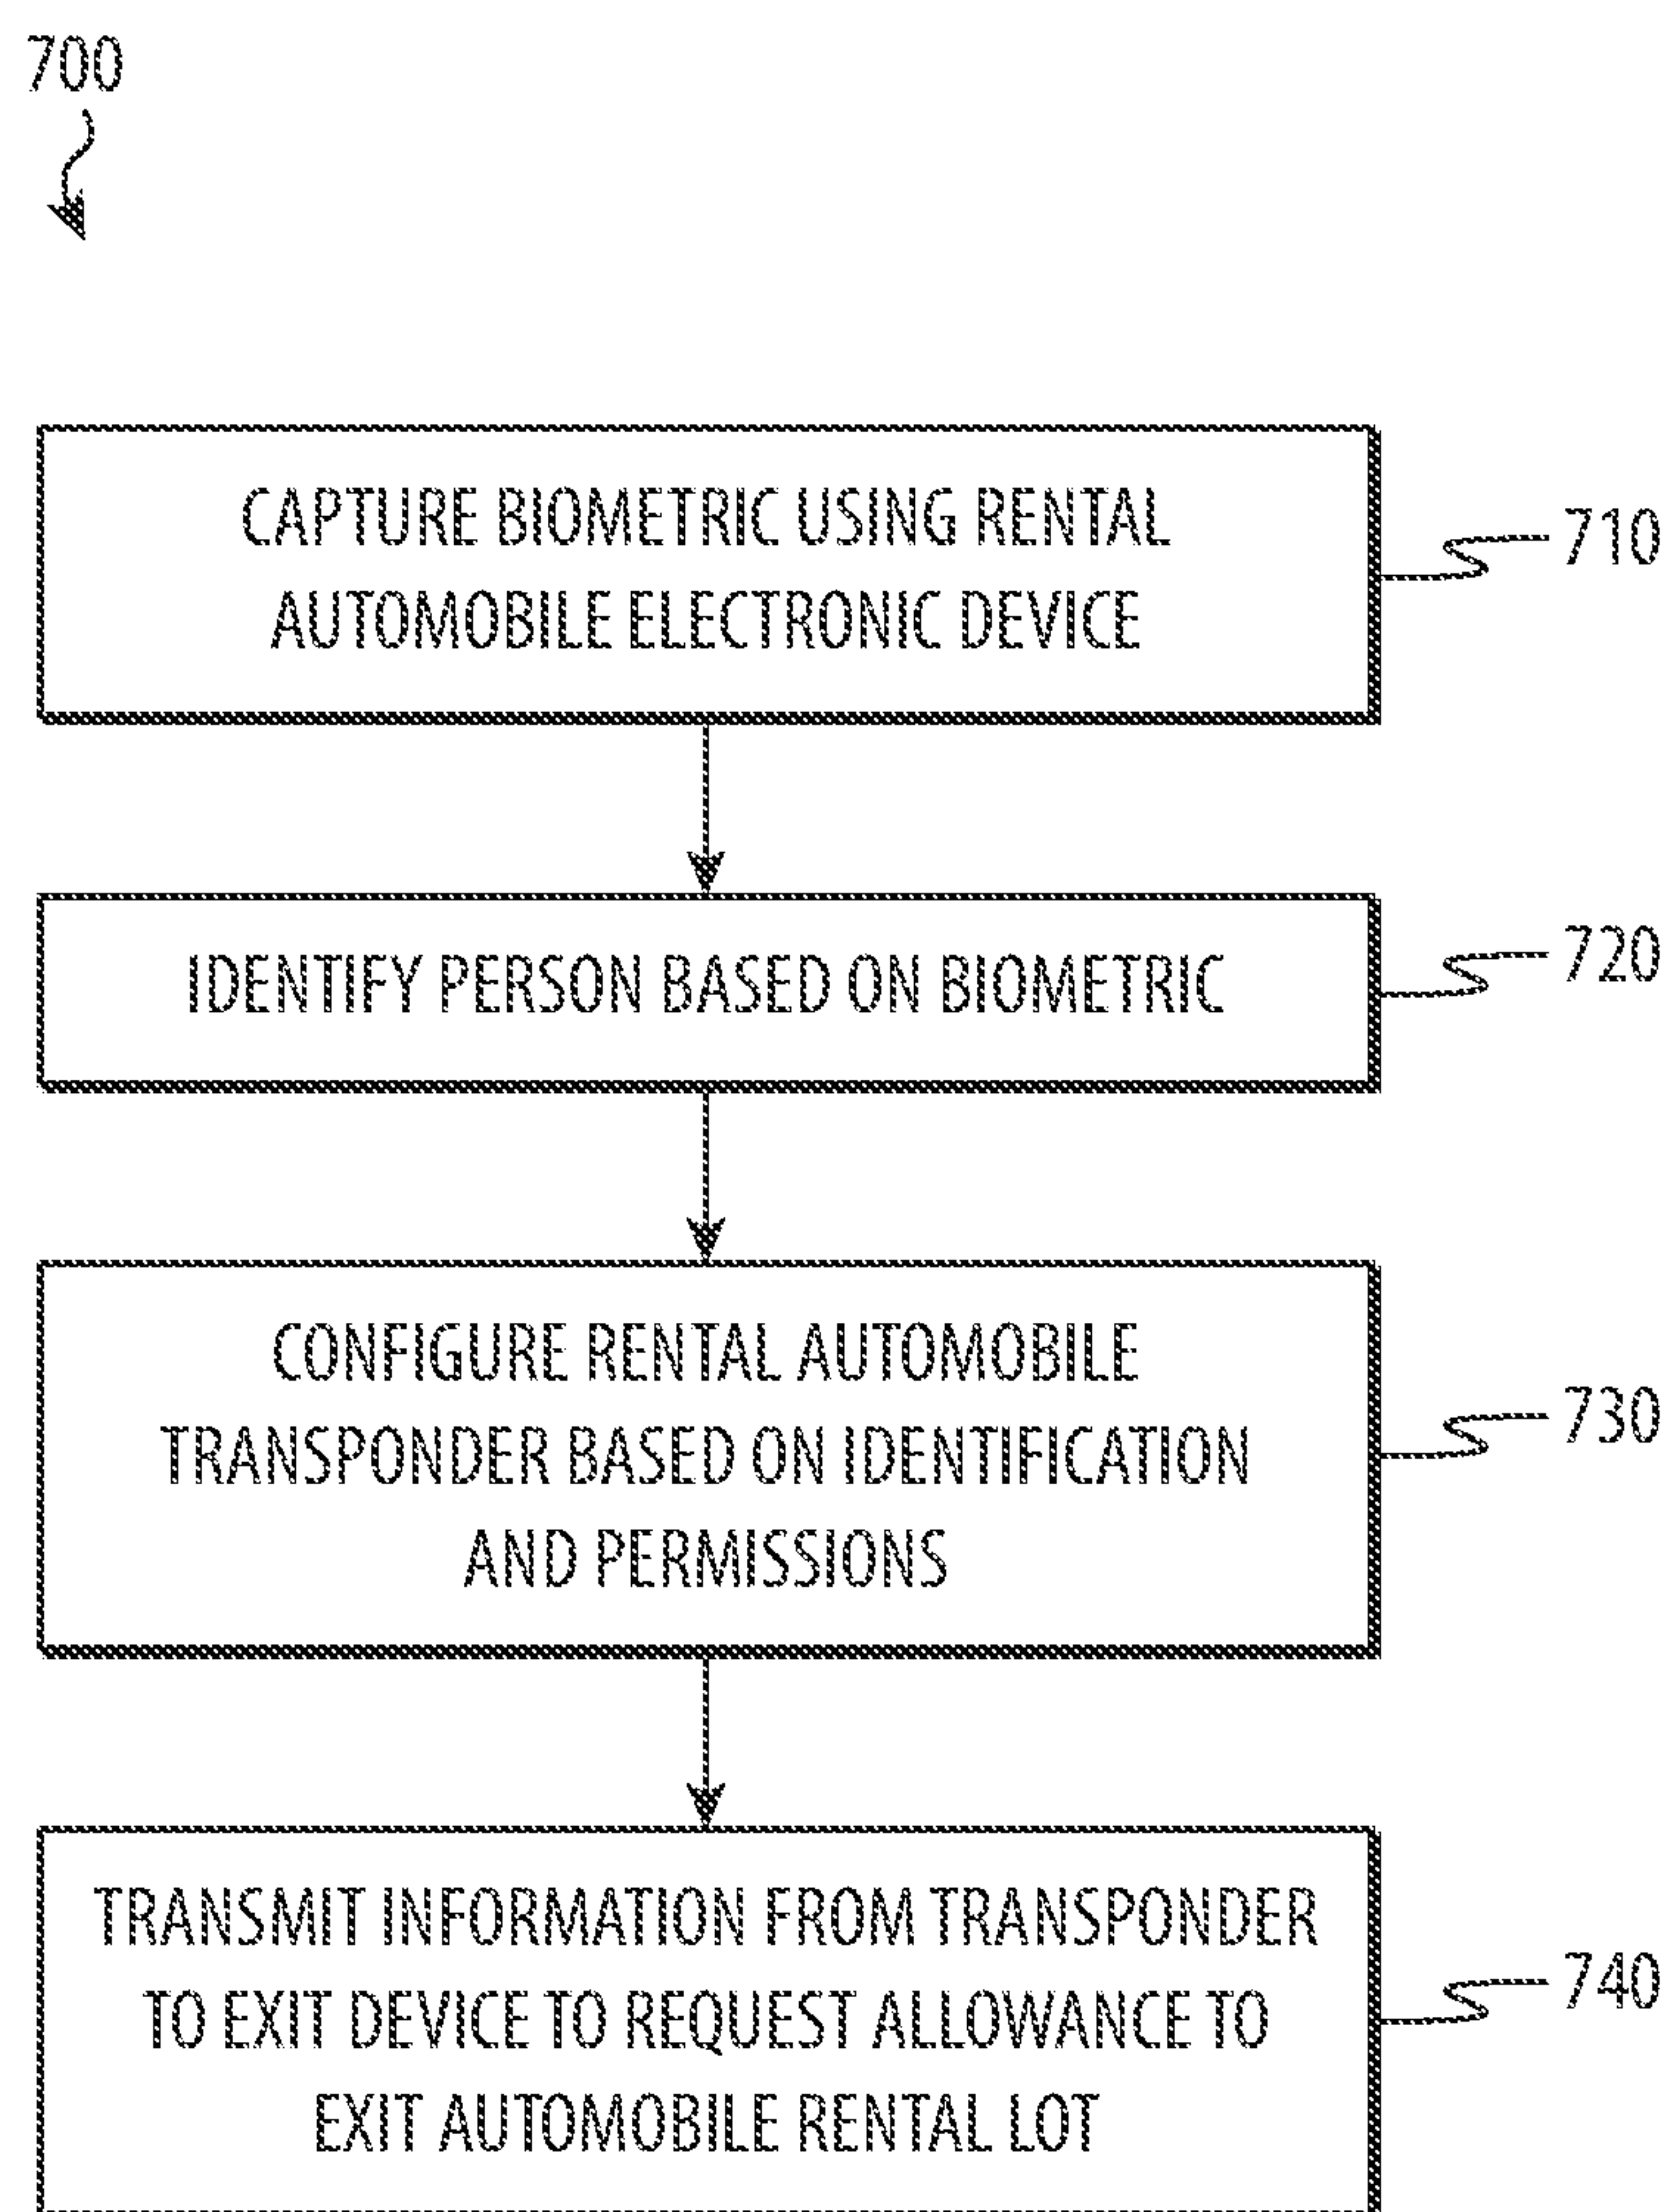 700
CAPTURE BIOMETRIC USING RENTAL
AUTOMOBILE ELECTRONIC DEVICE
710
IDENTIFY PERSON BASED ON BIOMETRIC
720
CONFIGURE RENTAL AUTOMOBILE
TRANSPONDER BASED ON IDENTIFICATION
AND PERMISSIONS
730
TRANSMIT INFORMATION FROM TRANSPONDER
TO EXIT DEVICE TO REQUEST ALLOWANCE TO
EXIT AUTOMOBILE RENTAL LOT
740